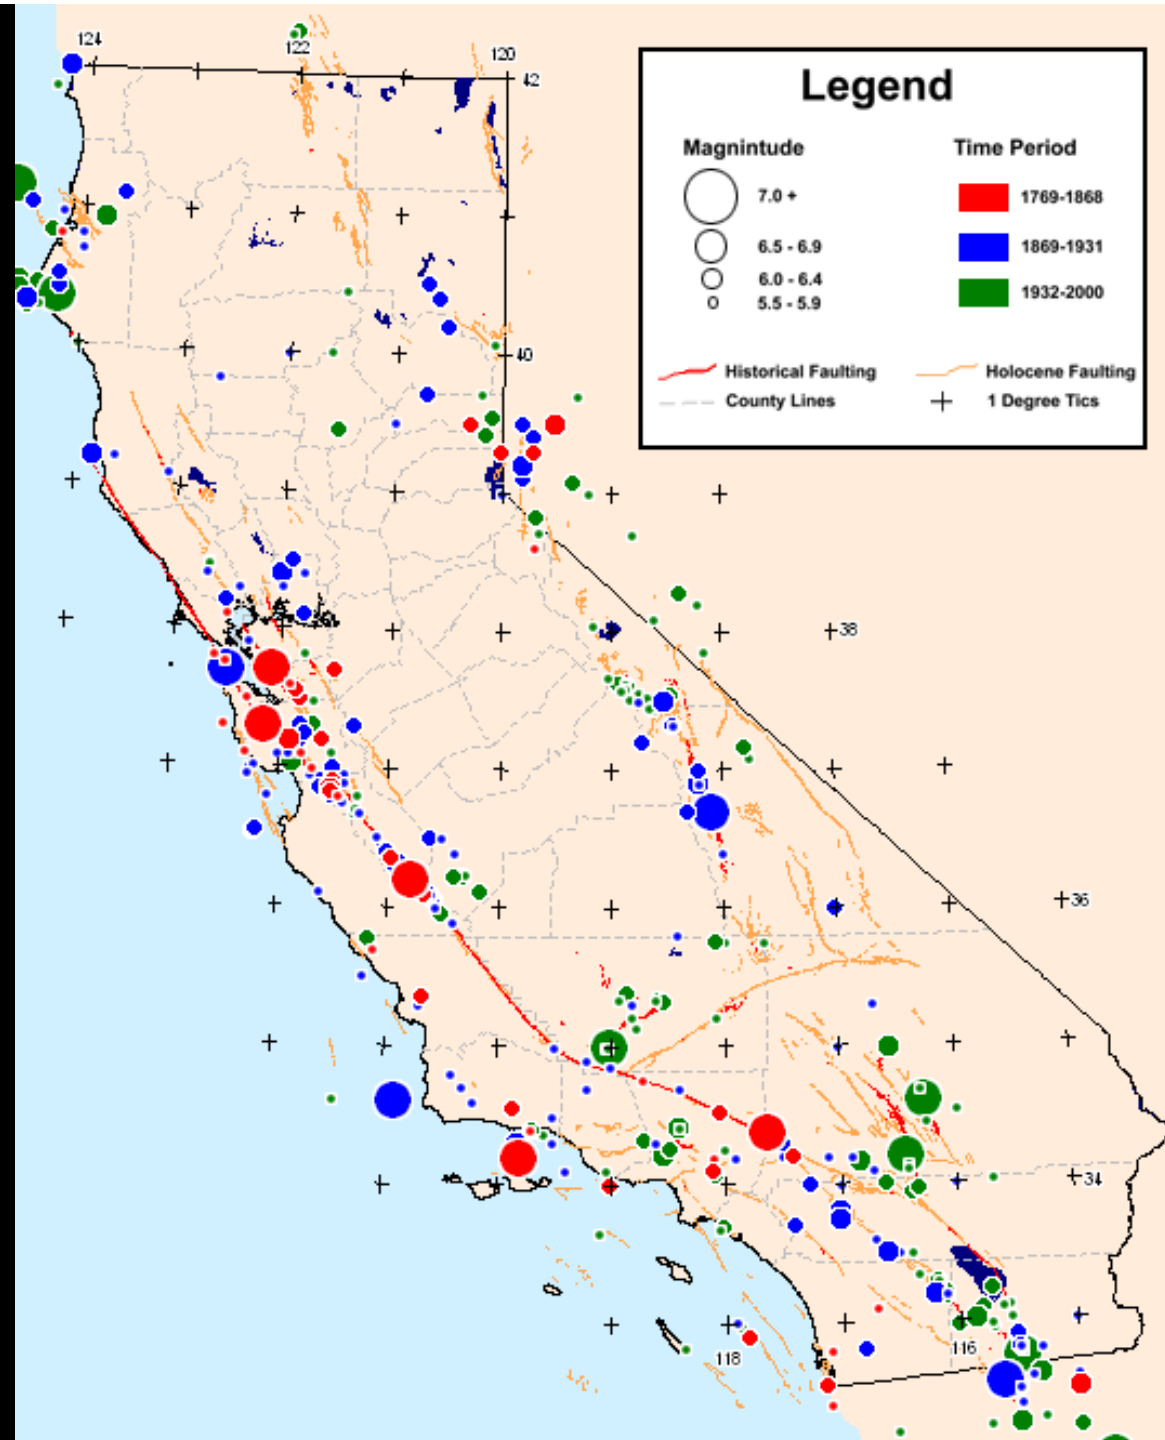 124
122
120
42
Legend
Magnintude
Time Period
7.0 +
1769-1868
6.5 - 6.9
1869-1931
6.0 - 6.4
5.5 - 5.9
1932-2000
40
Historical Faulting
Holocene Faulting
County Lines
1 Degree Tics
38
36
34
118
116